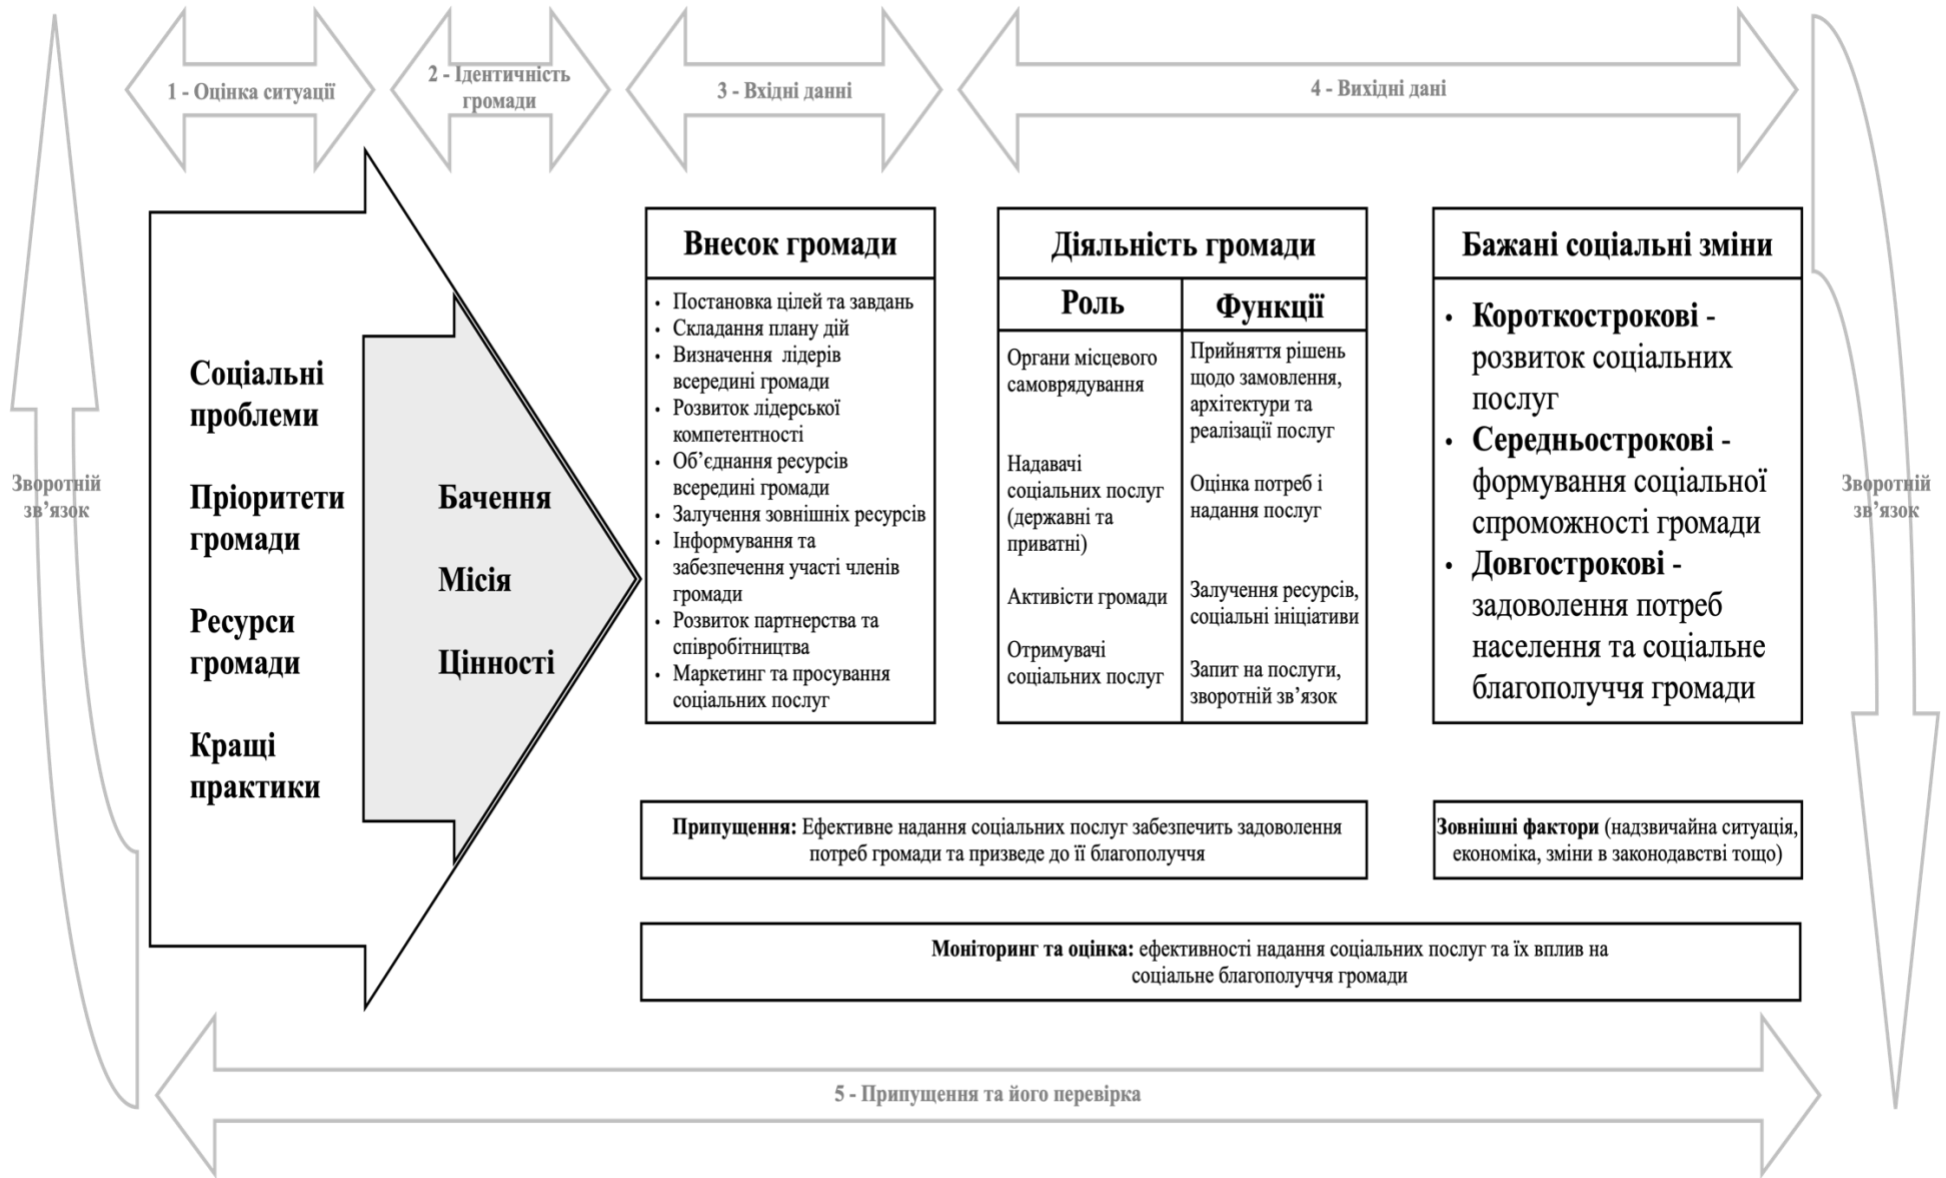 1 - Оцінка ситуації
2 - Ідентичність
громади
3 - Вхідні данні
4 - Вихідні дані
Зворотній
зв’язок
Соціальні
проблеми
Пріоритети
громади
Ресурси
громади
Кращі
практики
Бачення
Місія
Цінності
Внесок громади
• Постановка цілей та завдань
• Складання плану дій
• Визначення лідерів
всередині громади
• Розвиток лідерської
компетентності
• Об’єднання ресурсів
всередині громади
• Залучення зовнішніх ресурсів
• Інформування та
забезпечення участі членів
громади
• Розвиток партнерства та
співробітництва
• Маркетинг та просування
соціальних послуг
Діяльність громади
Роль
Органи місцевого
самоврядування
Надавачі
соціальних послуг
(державні та
приватні)
Активісти громади
Отримувачі
соціальних послуг
Функції
Прийняття рішень
щодо замовлення,
архітектури та
реалізації послуг
Оцінка потреб і
надання послуг
Залучення ресурсів,
соціальні ініціативи
Запит на послуги,
зворотній зв’язок
Бажані соціальні зміни
• Короткострокові -
розвиток соціальних
послуг
• Середньострокові -
формування соціальної
спроможності громади
• Довгострокові -
задоволення потреб
населення та соціальне
благополуччя громади
Зворотній
зв’язок
Припущення: Ефективне надання соціальних послуг забезпечить задоволення
потреб громади та призведе до її благополуччя
Зовнішні фактори (надзвичайна ситуація,
економіка, зміни в законодавстві тощо)
Моніторинг та оцінка: ефективності надання соціальних послуг та їх вплив на
соціальне благополуччя громади
5 - Припущення та його перевірка